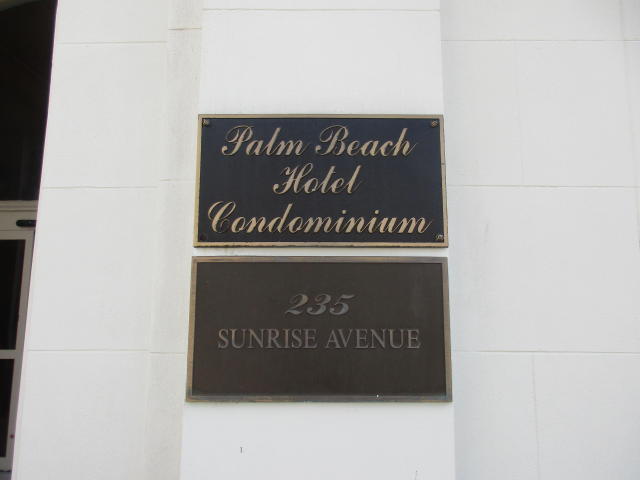 Palm Beach
Hotel
Condominium
235
SUNRISE AVENUE